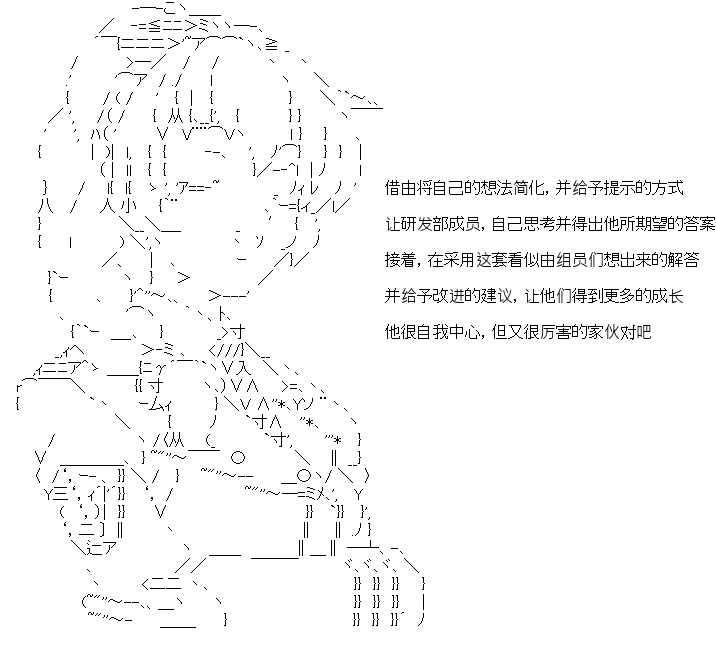 借由将自己的想法简化，并给予提示的方式
让研发部成员，自己思考并得出他所期望的答案
接着，在采用这套看似由组员们想出来的解答
并给予改进的建议，让他们得到更多的成长
他很自我中心，但又很厉害的家伙对吧